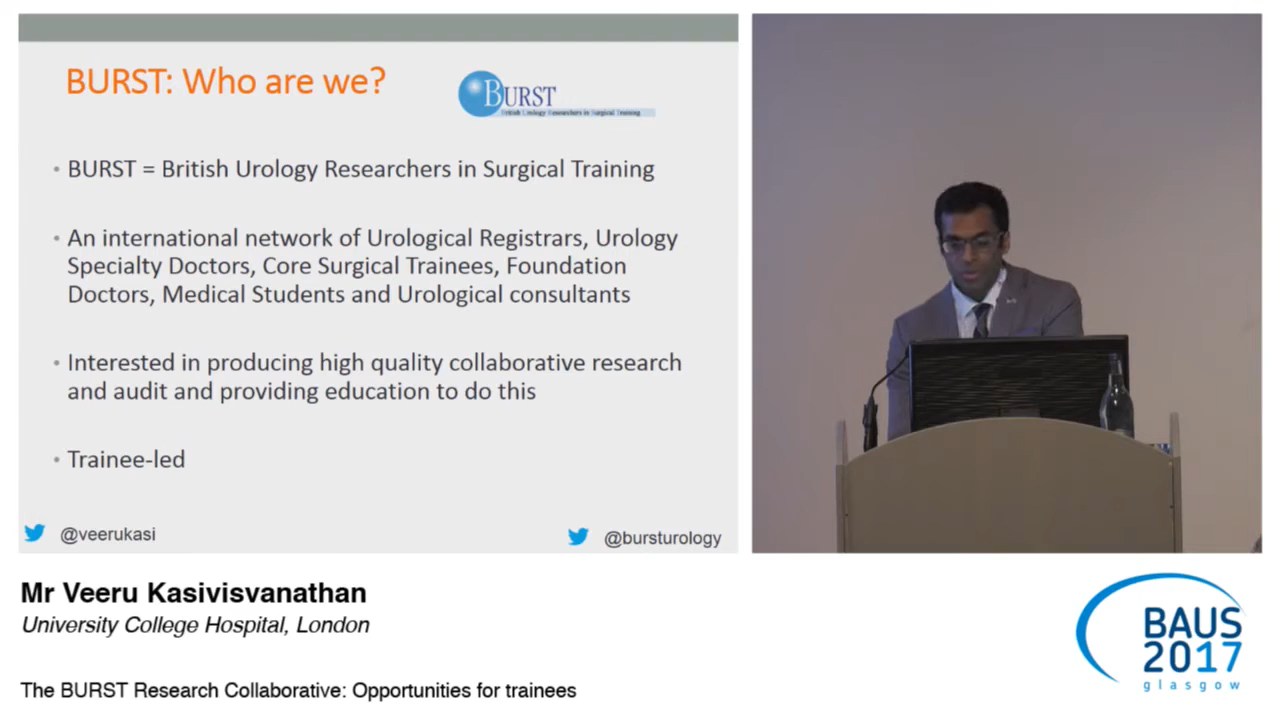 BURST: Who are we?
BURST
British Urology Researchers in Surgical Training
• BURST = British Urology Researchers in Surgical Training
• An international network of Urological Registrars, Urology
Specialty Doctors, Core Surgical Trainees, Foundation
Doctors, Medical Students and Urological consultants
• Interested in producing high quality collaborative research
and audit and providing education to do this
• Trainee-led
@veerukasi
@bursturology
Mr Veeru Kasivisvanathan
University College Hospital, London
The BURST Research Collaborative: Opportunities for trainees
BAUS
2017
glasgow